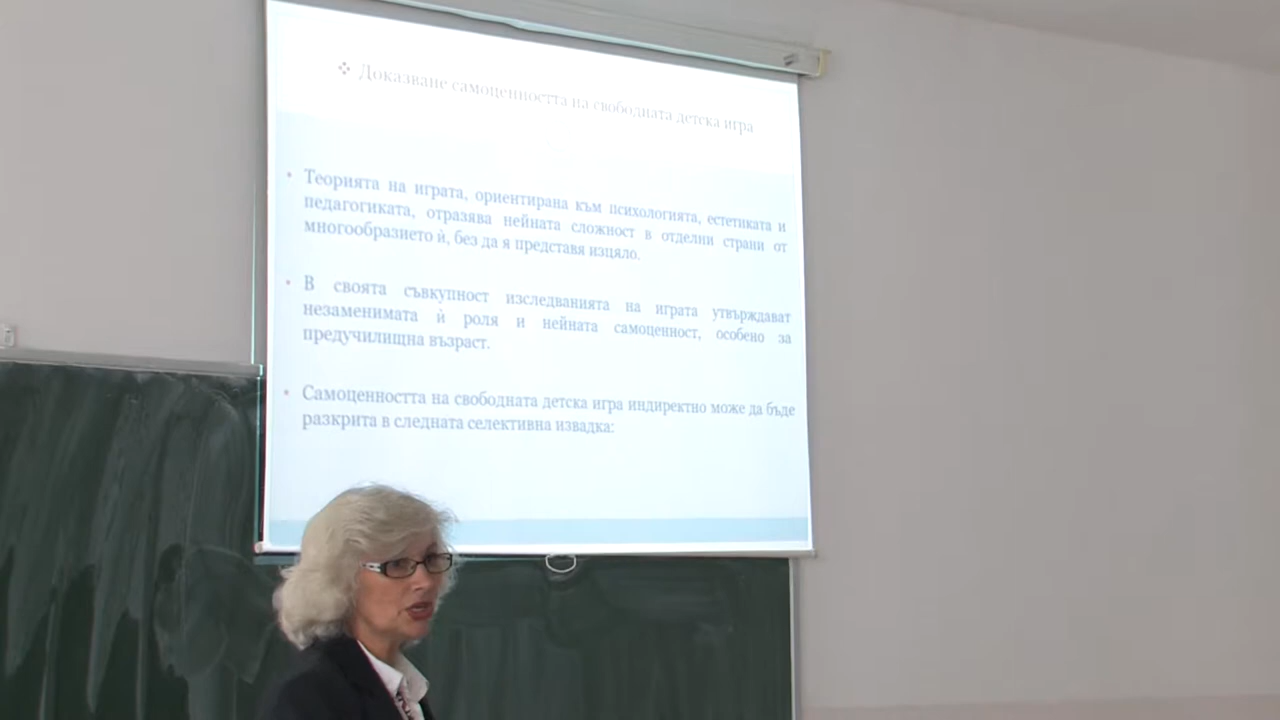 ❖ Доказване самоценността на свободната детска игра
• Теорията на играта, ориентирана към психологията, естетиката и
педагогиката, отразява нейната сложност в отделни страни от
многообразието ѝ, без да я представя изцяло.
• В своята съвкупност изследванията на играта утвърждават
незаменимата ѝ роля и нейната самоценност, особено за
предучилищна възраст.
• Самоценността на свободната детска игра индиректно може да бъде
разкрита в следната селективна извадка: